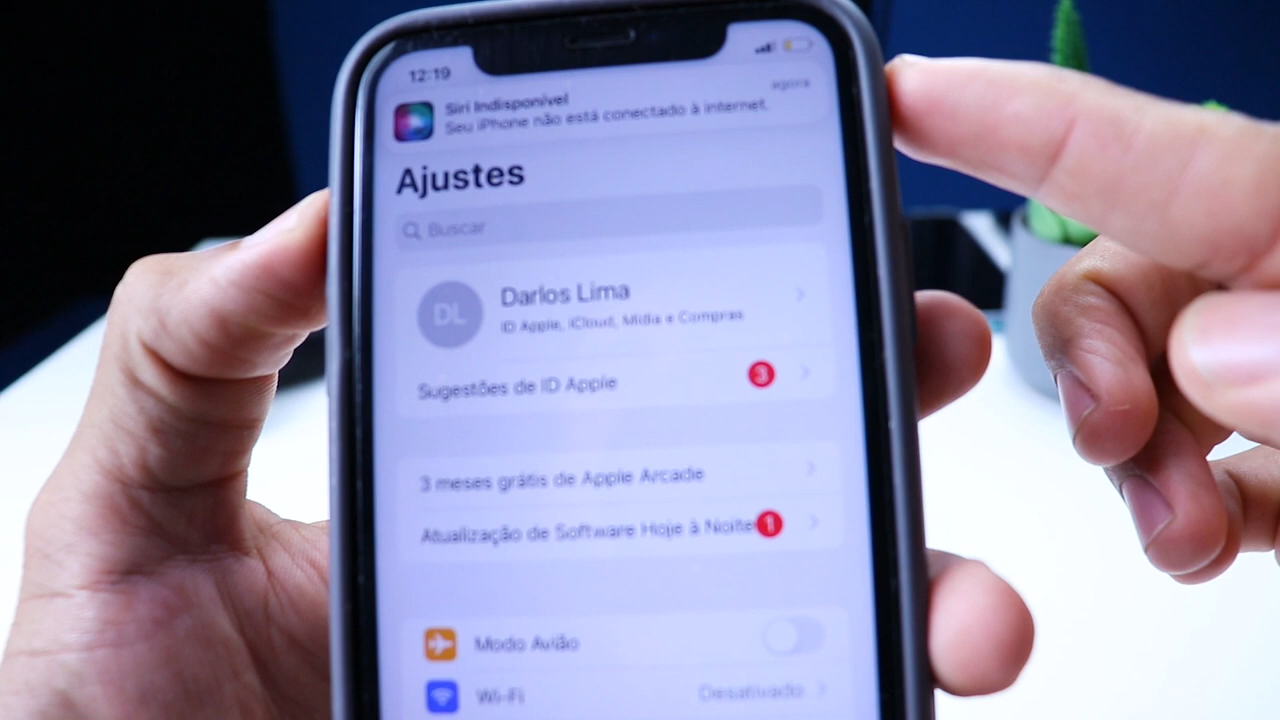 12:19
agora
Siri Indisponível
Seu iPhone não está conectado à internet.
Ajustes
Buscar
DL
Darlos Lima
ID Apple, iCloud, Mídia e Compras
Sugestões de ID Apple
3
3 meses grátis de Apple Arcade
Atualização de Software Hoje à Noite
1
Modo Avião
Wi-Fi
Desativado